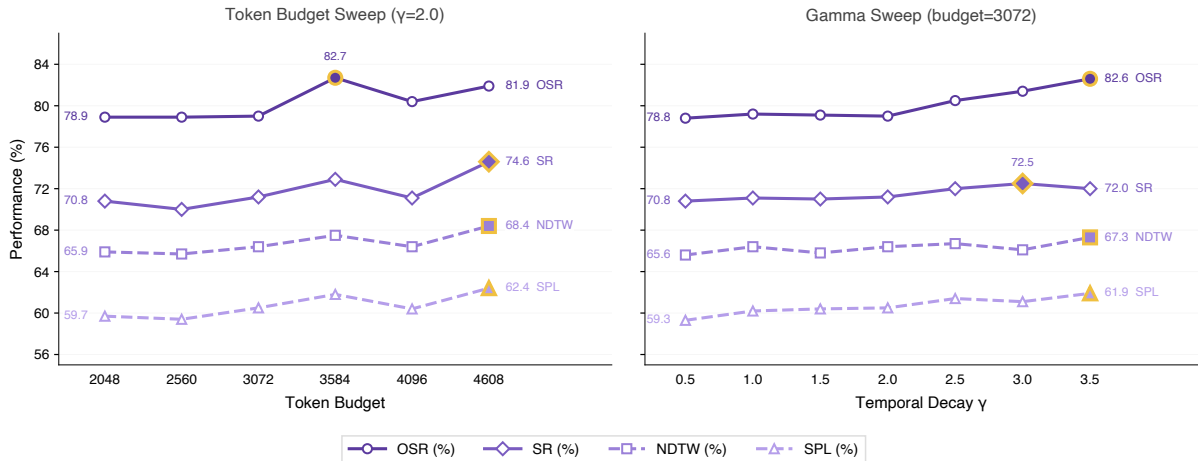 Token Budget Sweep (γ=2.0)
Performance (%)
84
80
76
72
68
64
60
56
82.7
78.9
81.9 OSR
74.6 SR
70.8
68.4 NDTW
65.9
62.4 SPL
59.7
2048 2560 3072 3584 4096 4608
Token Budget
Gamma Sweep (budget=3072)
82.6 OSR
78.8
72.5
72.0 SR
70.8
67.3 NDTW
65.6
61.9 SPL
59.3
0.5 1.0 1.5 2.0 2.5 3.0 3.5
Temporal Decay γ
OSR (%) SR (%) NDTW (%) SPL (%)